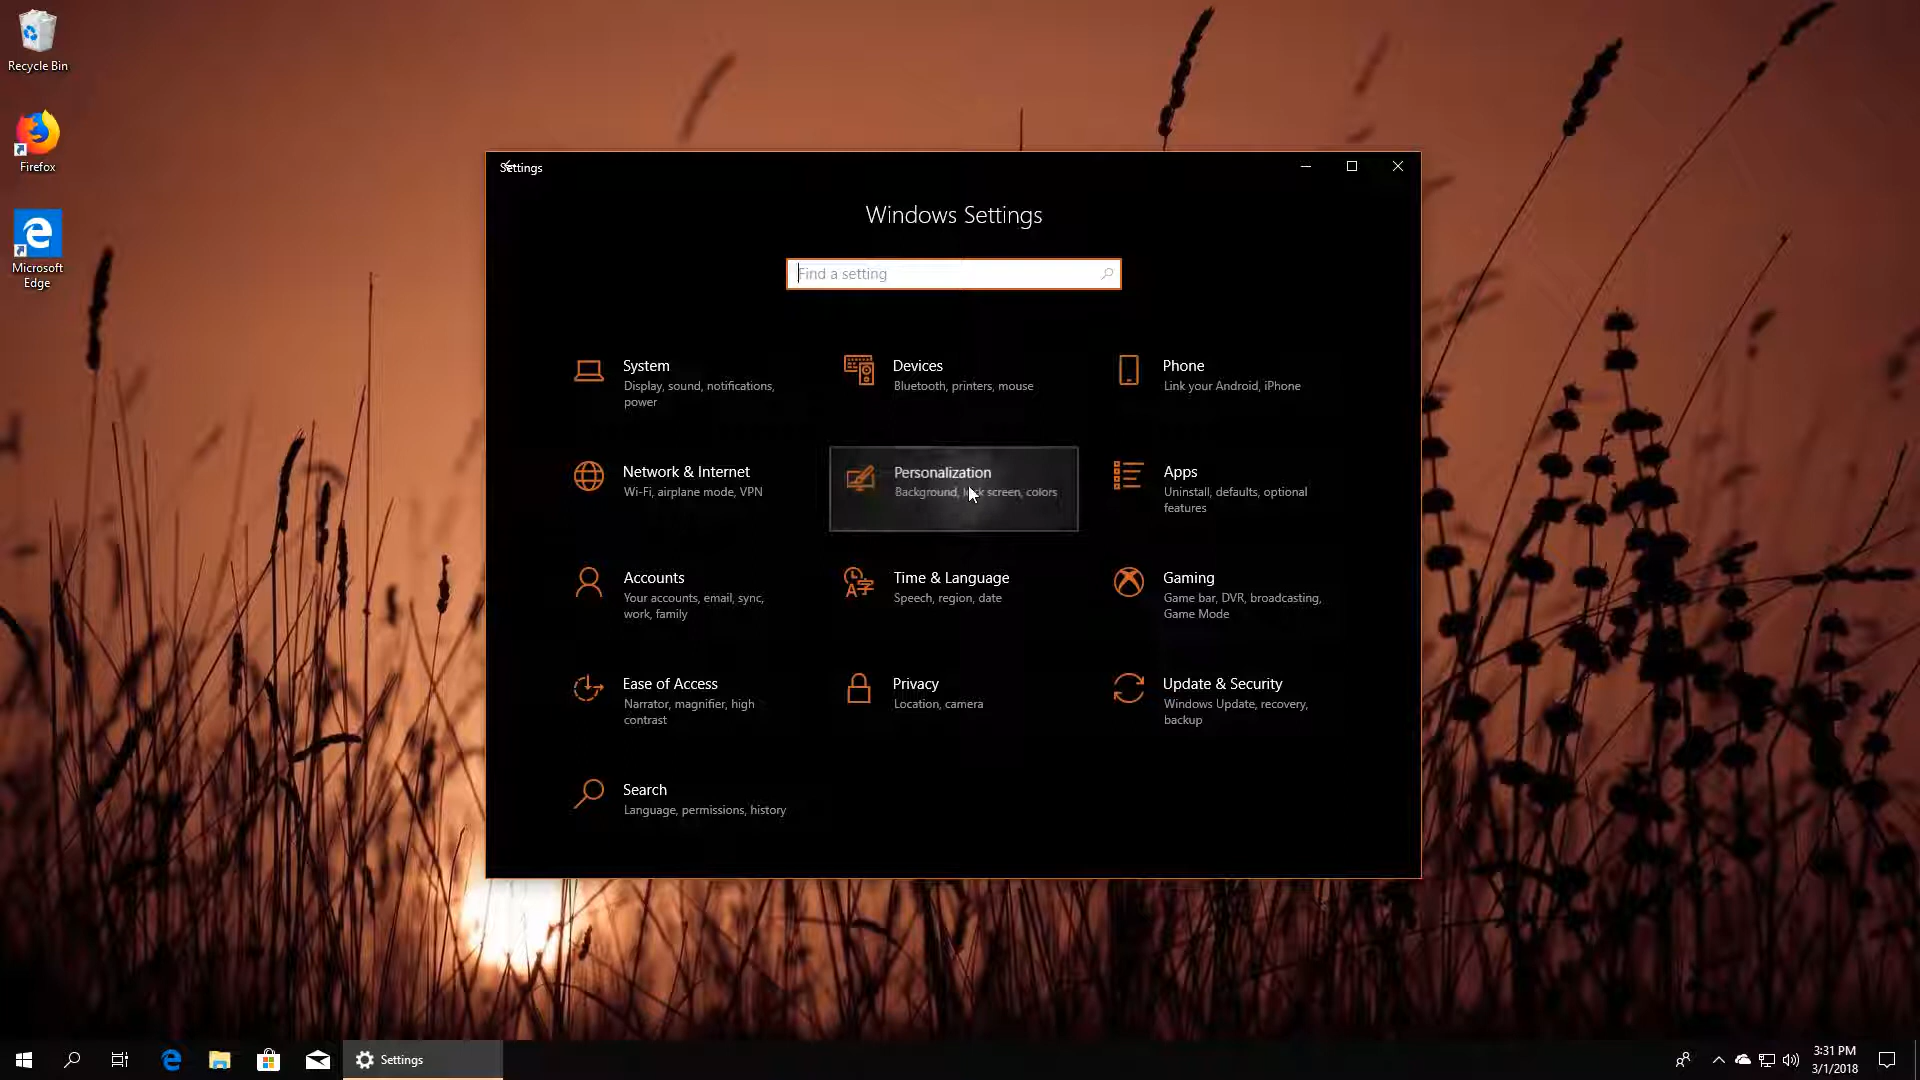 Recycle Bin
Firefox
Microsoft
Edge
Settings
Windows Settings
Find a setting
System
Display, sound, notifications,
power
Devices
Bluetooth, printers, mouse
Phone
Link your Android, iPhone
Network & Internet
Wi-Fi, airplane mode, VPN
Personalization
Background, lock screen, colors
Apps
Uninstall, defaults, optional
features
Accounts
Your accounts, email, sync,
work, family
Time & Language
Speech, region, date
Gaming
Game bar, DVR, broadcasting,
Game Mode
Ease of Access
Narrator, magnifier, high
contrast
Privacy
Location, camera
Update & Security
Windows Update, recovery,
backup
Search
Language, permissions, history
Settings
3:31 PM
3/1/2018